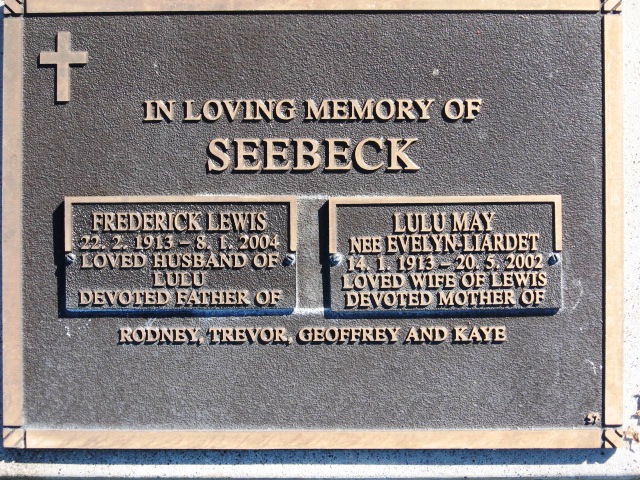 IN LOVING MEMORY OF
SEEBECK
FREDERICK LEWIS
22. 2. 1913 – 8. 1. 2004
LOVED HUSBAND OF
LULU
DEVOTED FATHER OF
LULU MAY
NEE EVELYN-LIARDET
14. 1. 1913 – 20. 5. 2002
LOVED WIFE OF LEWIS
DEVOTED MOTHER OF
RODNEY, TREVOR, GEOFFREY AND KAYE